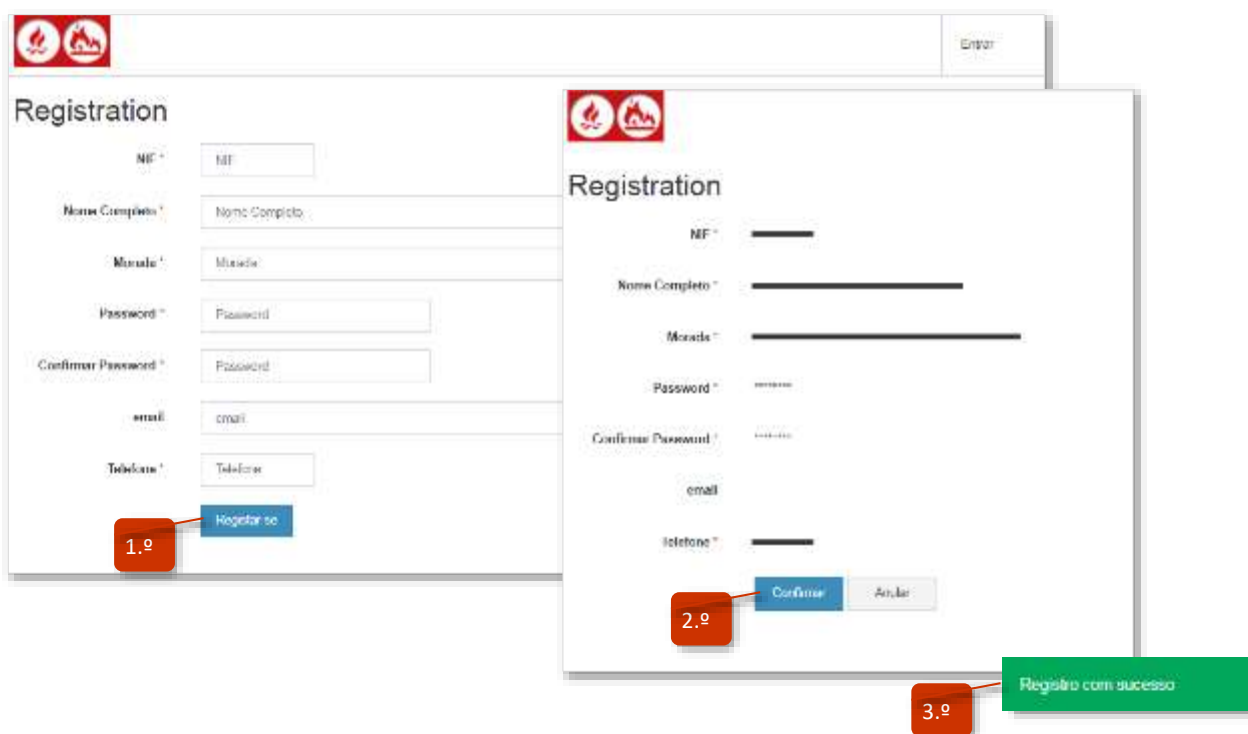 Entrar
Registration
NIF *
NIF
Nome Completo *
Nome Completo
Morada *
Morada
Password *
Password
Confirmar Password *
Password
email
email
Telefone *
Telefone
Registar-se
1.º
Registration
NIF *
Nome Completo *
Morada *
Password *
Confirmar Password *
email
Telefone *
Confirmar
Anular
2.º
Registro com sucesso
3.º